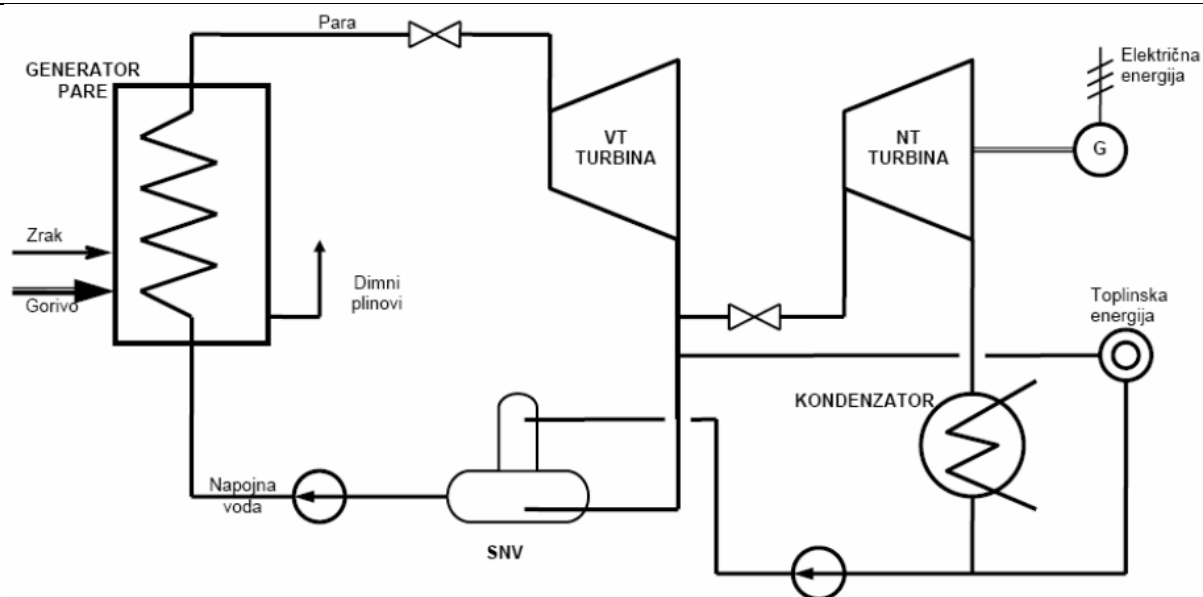 Para
GENERATOR
PARE
Električna
energija
VT
TURBINA
NT
TURBINA
G
Zrak
Gorivo
Dimni
plinovi
Toplinska
energija
KONDENZATOR
Napojna
voda
SNV